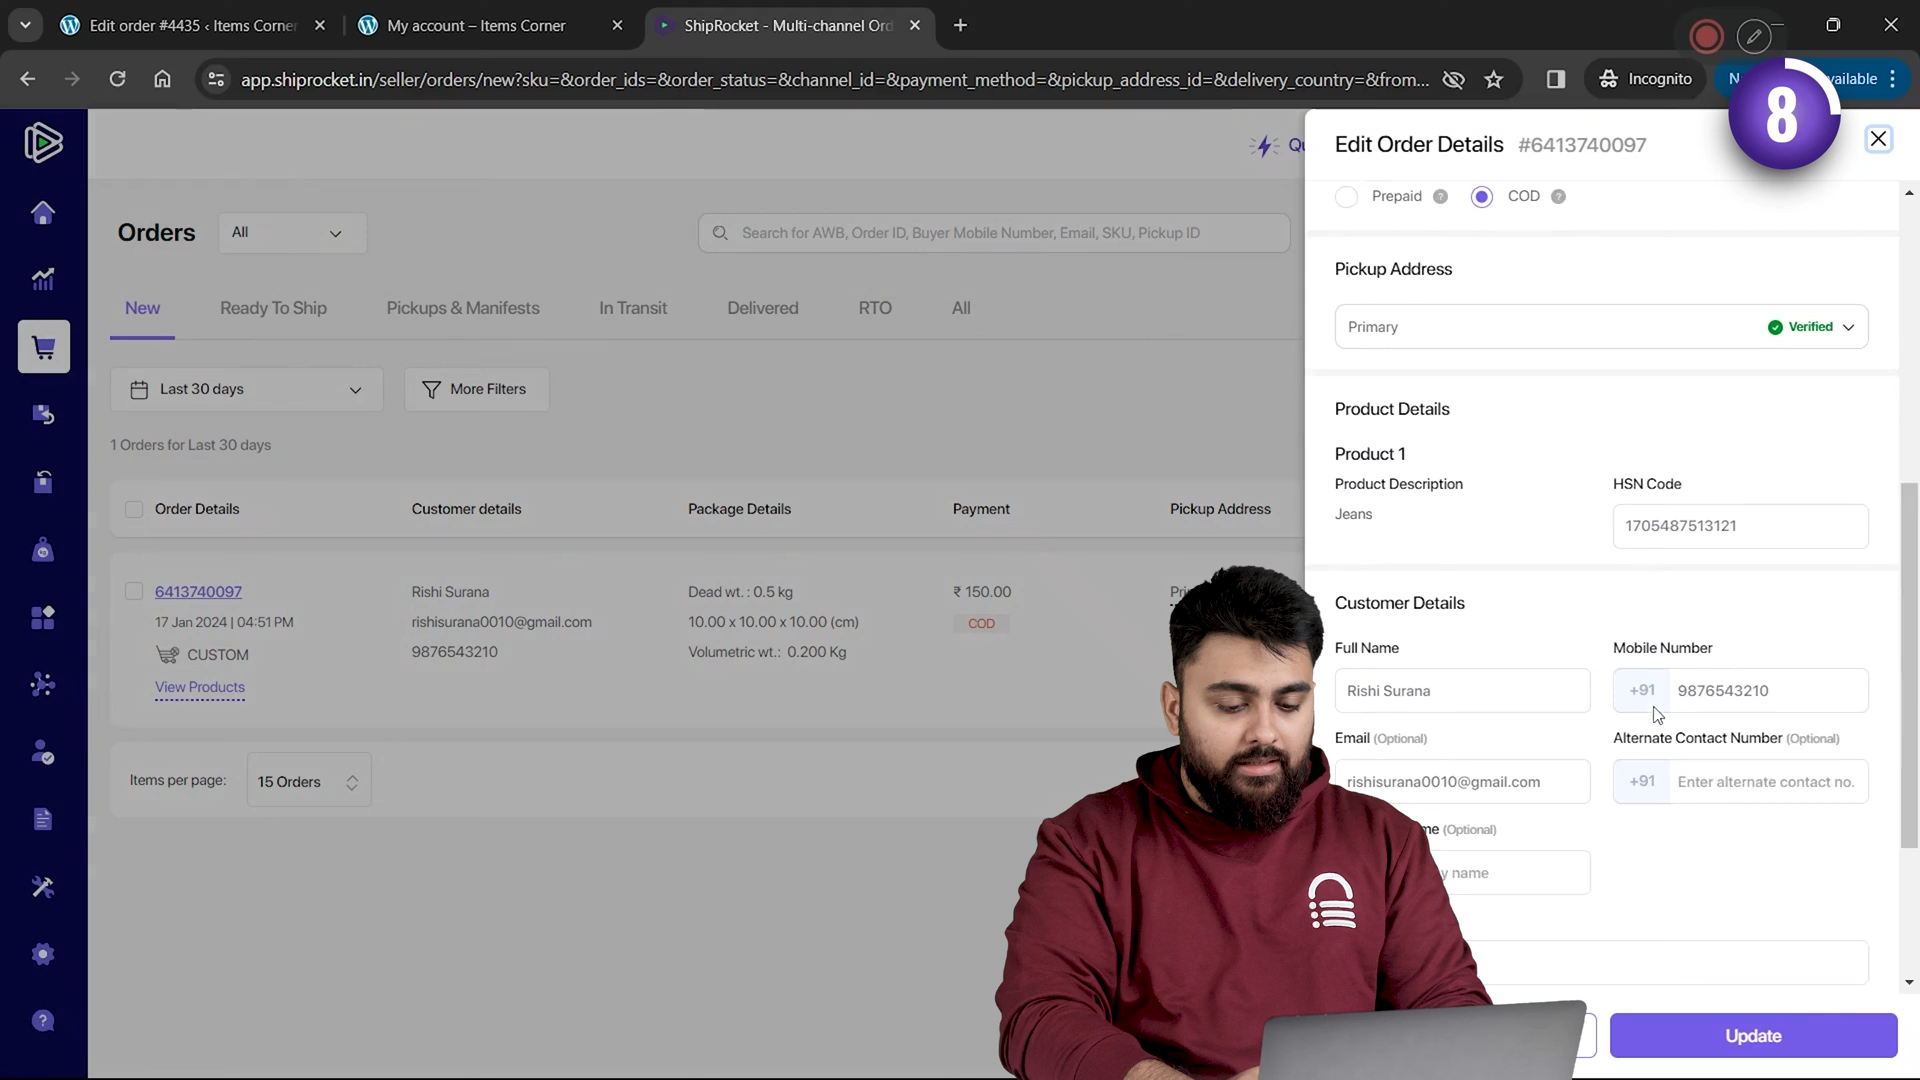 Edit order #4435 ‹ Items Corner
My account – Items Corner
ShipRocket - Multi-channel Ord
app.shiprocket.in/seller/orders/new?sku=&order_ids=&order_status=&channel_id=&payment_method=&pickup_address_id=&delivery_country=&from...
Incognito
available
8
Edit Order Details #6413740097
Prepaid
COD
Orders
All
Search for AWB, Order ID, Buyer Mobile Number, Email, SKU, Pickup ID
New
Ready To Ship
Pickups & Manifests
In Transit
Delivered
RTO
All
Last 30 days
More Filters
1 Orders for Last 30 days
Order Details
Customer details
Package Details
Payment
Pickup Address
6413740097
Rishi Surana
Dead wt. : 0.5 kg
₹ 150.00
17 Jan 2024 | 04:51 PM
rishisurana0010@gmail.com
10.00 x 10.00 x 10.00 (cm)
COD
CUSTOM
9876543210
Volumetric wt.: 0.200 Kg
View Products
Items per page:
15 Orders
Pickup Address
Primary
Verified
Product Details
Product 1
Product Description
HSN Code
Jeans
1705487513121
Customer Details
Full Name
Mobile Number
Rishi Surana
+91 9876543210
Email (Optional)
Alternate Contact Number (Optional)
rishisurana0010@gmail.com
+91 Enter alternate contact no.
(Optional)
name
Update